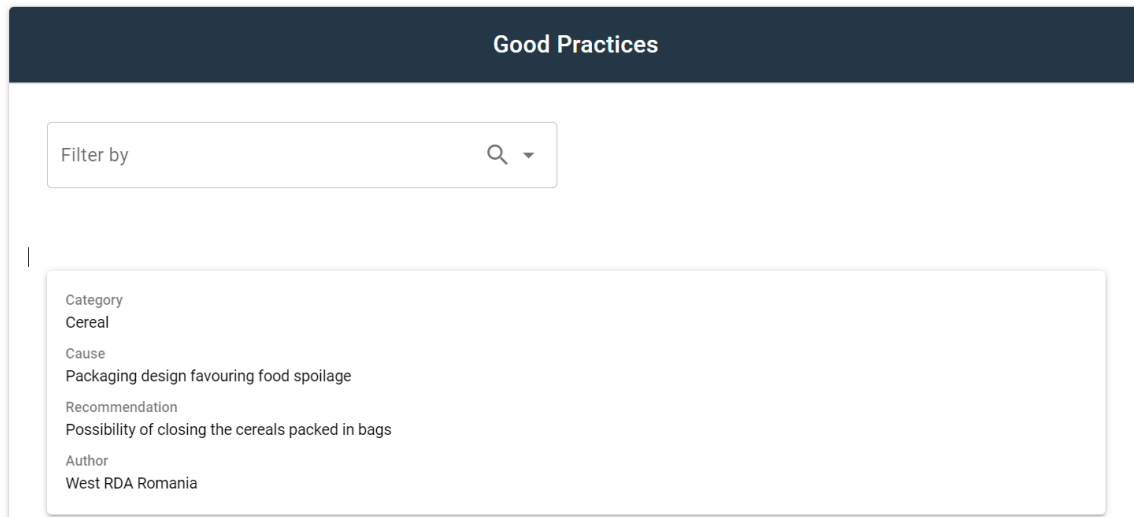 Good Practices
Filter by
Category
Cereal
Cause
Packaging design favouring food spoilage
Recommendation
Possibility of closing the cereals packed in bags
Author
West RDA Romania